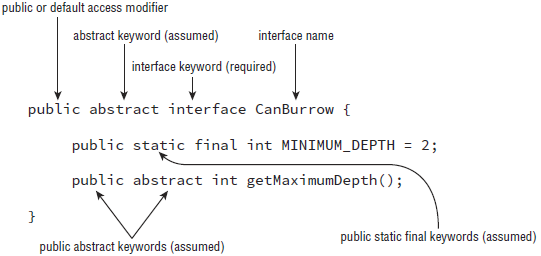 public or default access modifier
abstract keyword (assumed) interface name
interface keyword (required)
public abstract interface CanBurrow {
public static final int MINIMUM_DEPTH = 2;
public abstract int getMaximumDepth();
}
public abstract keywords (assumed) public static final keywords (assumed)